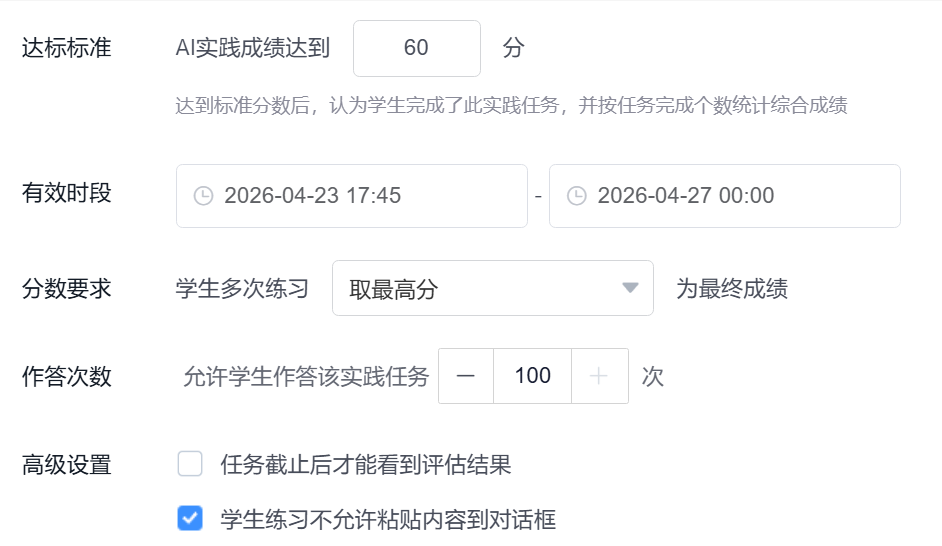 达标标准 AI实践成绩达到 60 分
达到标准分数后，认为学生完成了此实践任务，并按任务完成个数统计综合成绩
有效时段 2026-04-23 17:45 - 2026-04-27 00:00
分数要求 学生多次练习 取最高分 为最终成绩
作答次数 允许学生作答该实践任务 — 100 + 次
高级设置 任务截止后才能看到评估结果
学生练习不允许粘贴内容到对话框